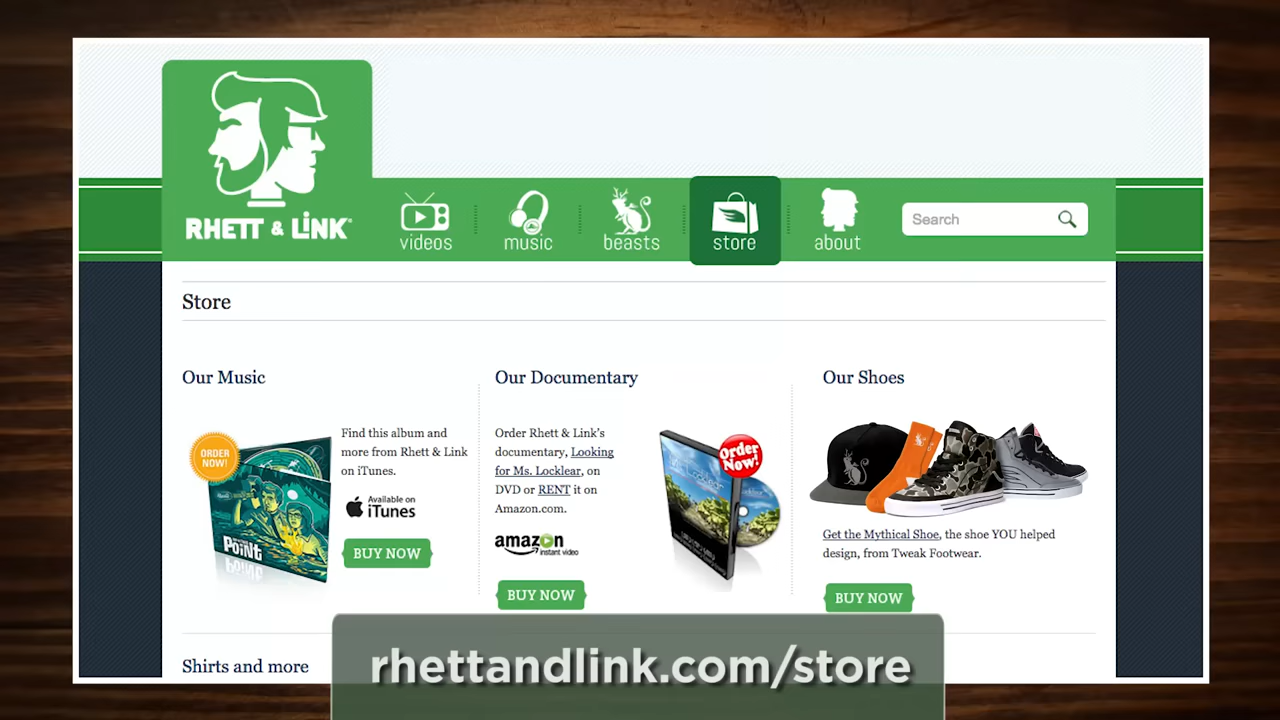 RHETT & LiNK
videos
music
beasts
store
about
Search
Store
Our Music
ORDER
NOW!
Find this album and
more from Rhett & Link
on iTunes.
Available on
iTunes
BUY NOW
Our Documentary
Order Rhett & Link's
documentary, Looking
for Ms. Locklear, on
DVD or RENT it on
Amazon.com.
amazon
instant video
BUY NOW
Order
Now!
Our Shoes
Get the Mythical Shoe, the shoe YOU helped
design, from Tweak Footwear.
BUY NOW
Shirts and more
rhettandlink.com/store